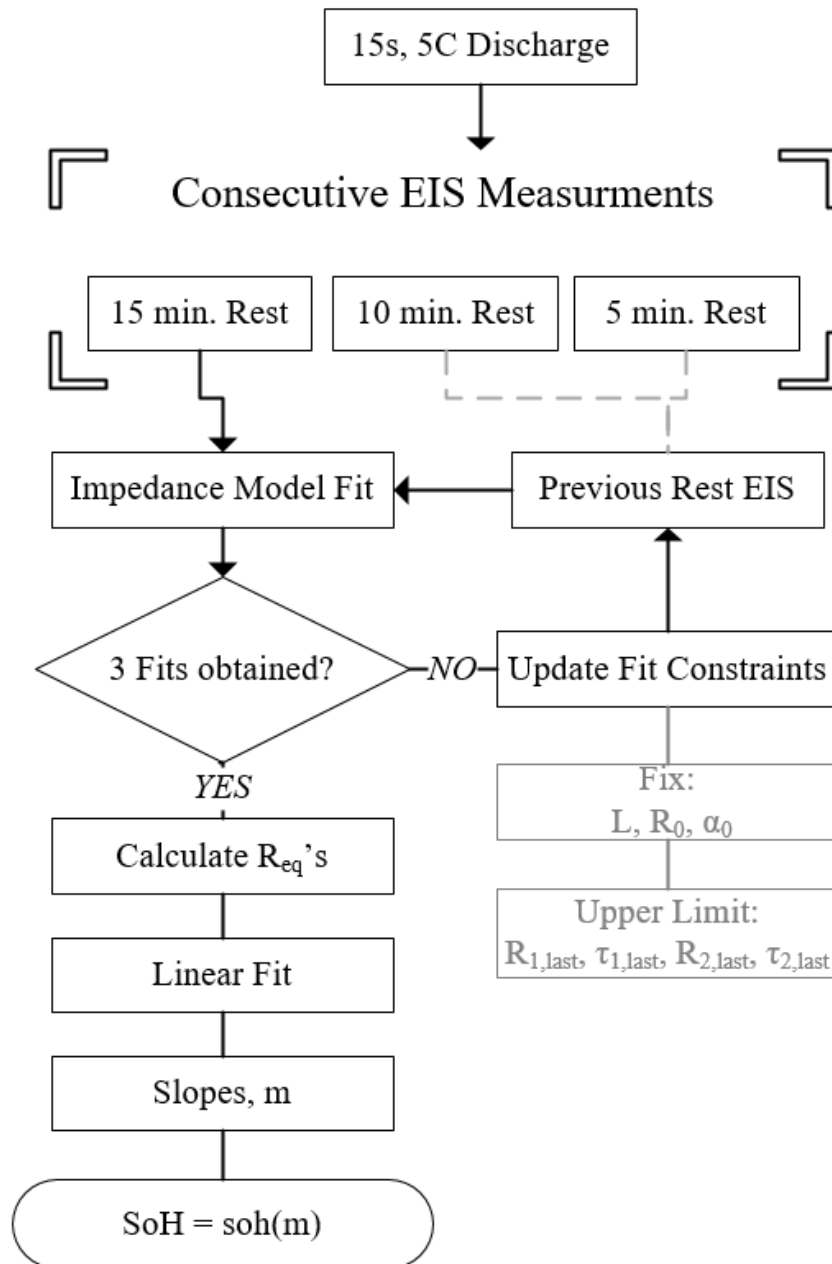 15s, 5C Discharge
Consecutive EIS Measurments
15 min. Rest
10 min. Rest
5 min. Rest
Impedance Model Fit
Previous Rest EIS
3 Fits obtained?
NO
Update Fit Constraints
YES
Fix:
L, R₀, α₀
Calculate R_eq's
Upper Limit:
R₁,last, τ₁,last, R₂,last, τ₂,last
Linear Fit
Slopes, m
SoH = soh(m)